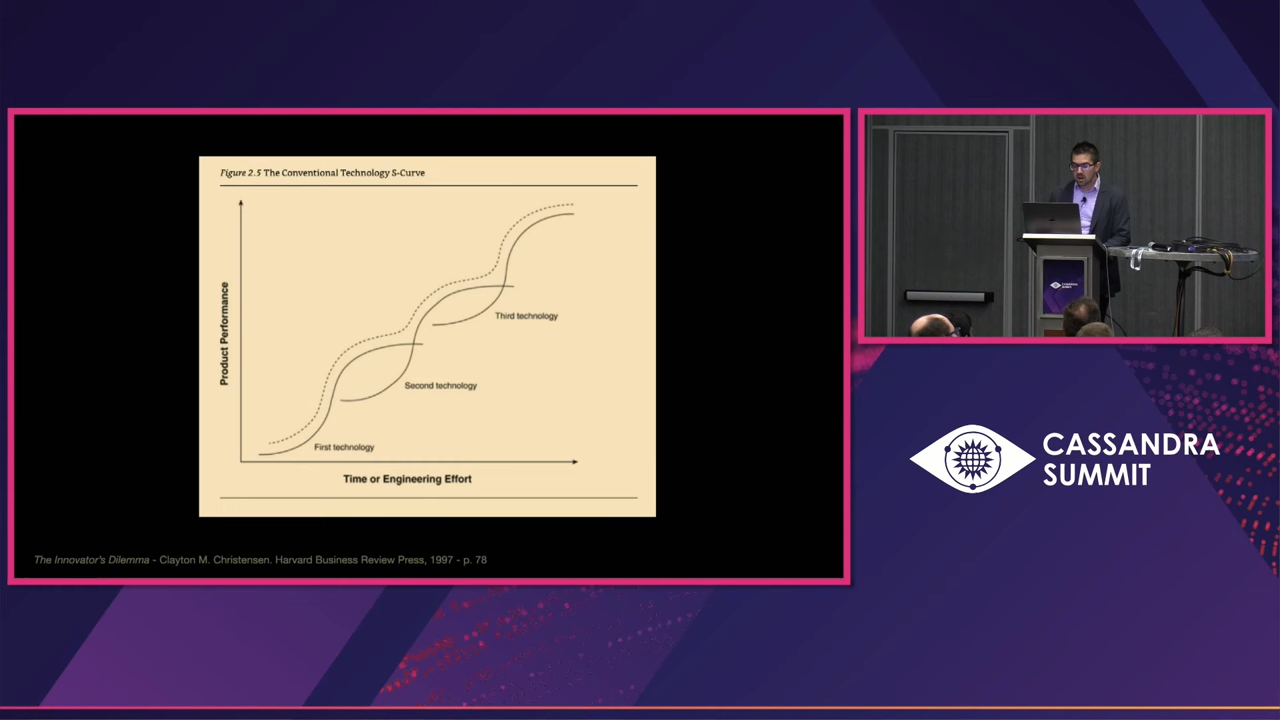 Figure 2.5 The Conventional Technology S-Curve
Product Performance
Third technology
Second technology
First technology
Time or Engineering Effort
The Innovator's Dilemma - Clayton M. Christensen. Harvard Business Review Press, 1997 - p. 78
CASSANDRA
SUMMIT